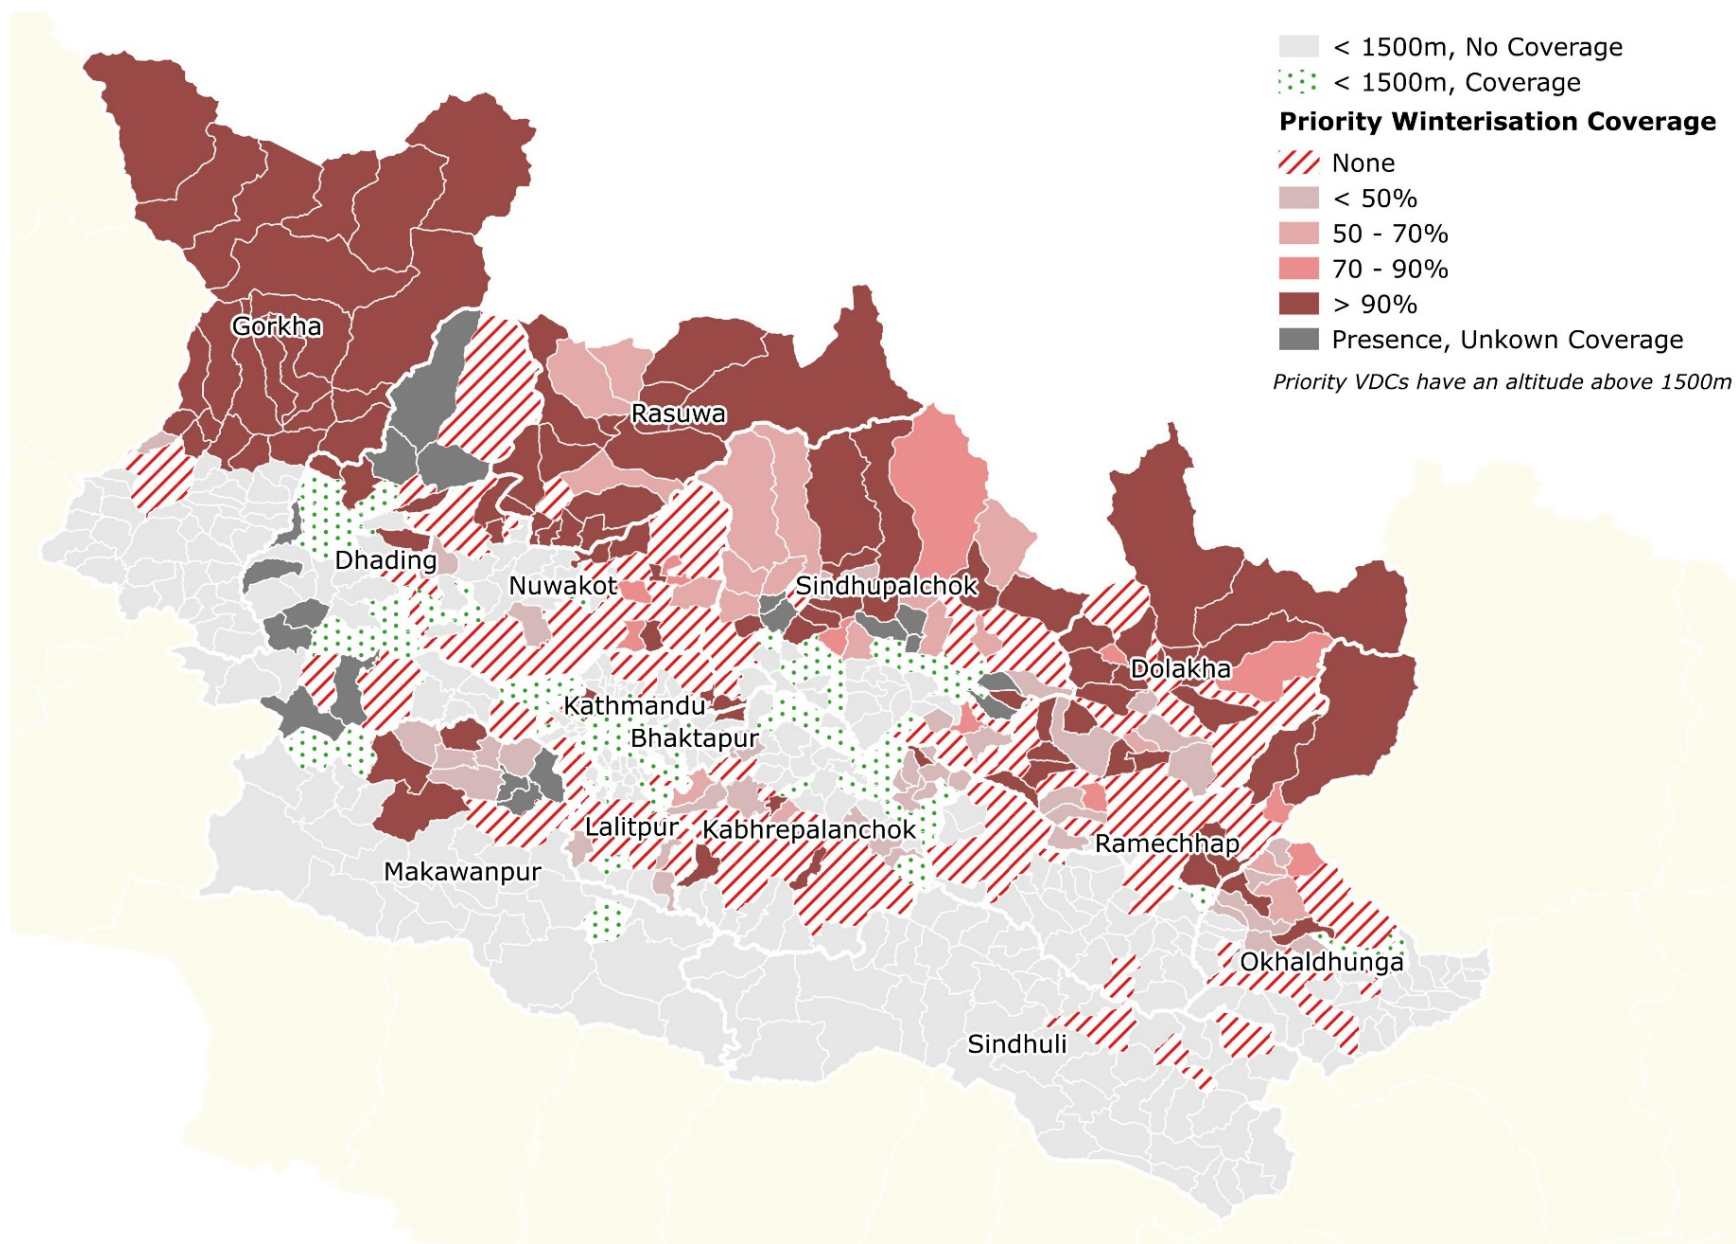 < 1500m, No Coverage
< 1500m, Coverage
Priority Winterisation Coverage
None
< 50%
50 - 70%
70 - 90%
> 90%
Presence, Unkown Coverage
Priority VDCs have an altitude above 1500m
Gorkha
Rasuwa
Dhading
Nuwakot
Sindhupalchok
Dolakha
Kathmandu
Bhaktapur
Lalitpur
Kabhrepalanchok
Ramechhap
Makawanpur
Okhaldhunga
Sindhuli